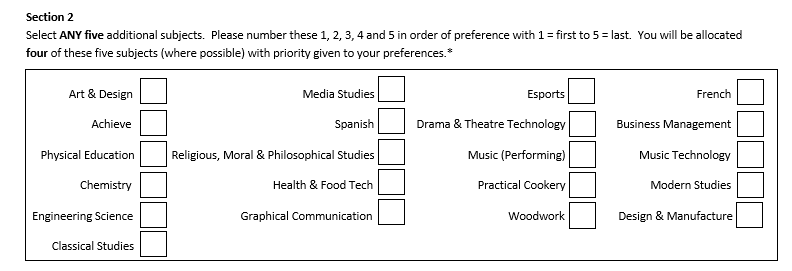 Section 2
Select ANY five additional subjects. Please number these 1, 2, 3, 4 and 5 in order of preference with 1 = first to 5 = last. You will be allocated
four of these five subjects (where possible) with priority given to your preferences.*
Art & Design Media Studies Esports French
Achieve Spanish Drama & Theatre Technology Business Management
Physical Education Religious, Moral & Philosophical Studies Music (Performing) Music Technology
Chemistry Health & Food Tech Practical Cookery Modern Studies
Engineering Science Graphical Communication Woodwork Design & Manufacture
Classical Studies